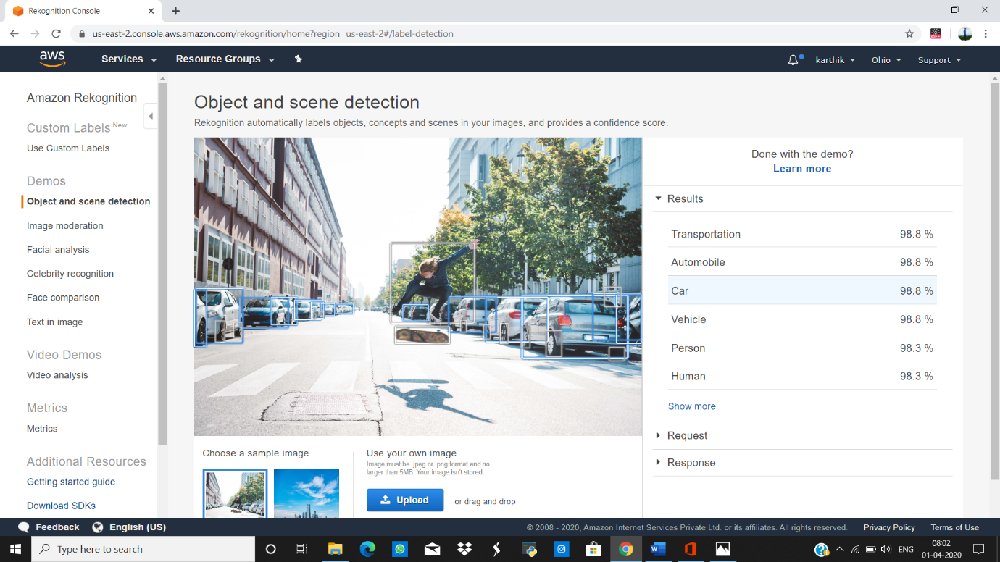 Rekognition Console
us-east-2.console.aws.amazon.com/rekognition/home?region=us-east-2#/label-detection
OFF
aws
Services
Resource Groups
karthik
Ohio
Support
Amazon Rekognition
Custom Labels New
Use Custom Labels
Demos
Object and scene detection
Image moderation
Facial analysis
Celebrity recognition
Face comparison
Text in image
Video Demos
Video analysis
Metrics
Metrics
Additional Resources
Getting started guide
Download SDKs
Object and scene detection
Rekognition automatically labels objects, concepts and scenes in your images, and provides a confidence score.
Done with the demo?
Learn more
Results
Transportation 98.8 %
Automobile 98.8 %
Car 98.8 %
Vehicle 98.8 %
Person 98.3 %
Human 98.3 %
Show more
Request
Response
Choose a sample image
Use your own image
Image must be .jpeg or .png format and no
larger than 5MB. Your image isn't stored.
Upload
or drag and drop
Feedback
English (US)
© 2008 - 2020, Amazon Internet Services Private Ltd. or its affiliates. All rights reserved.
Privacy Policy
Terms of Use
Type here to search
ENG
08:02
01-04-2020